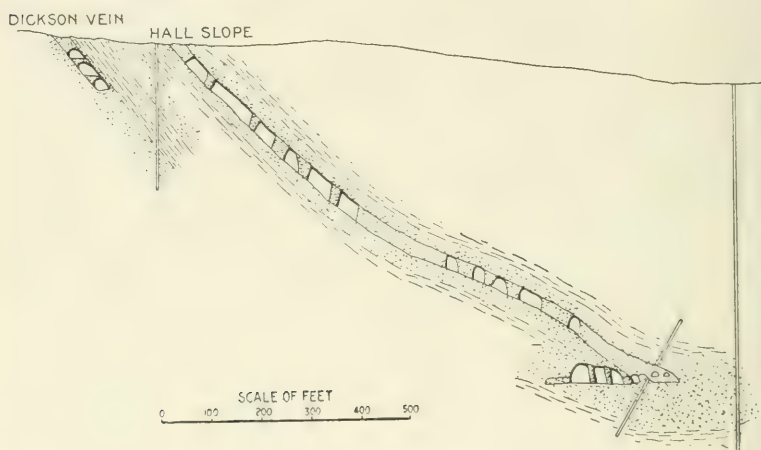 DICKSON VEIN
HALL SLOPE
SCALE OF FEET
0 100 200 300 400 500